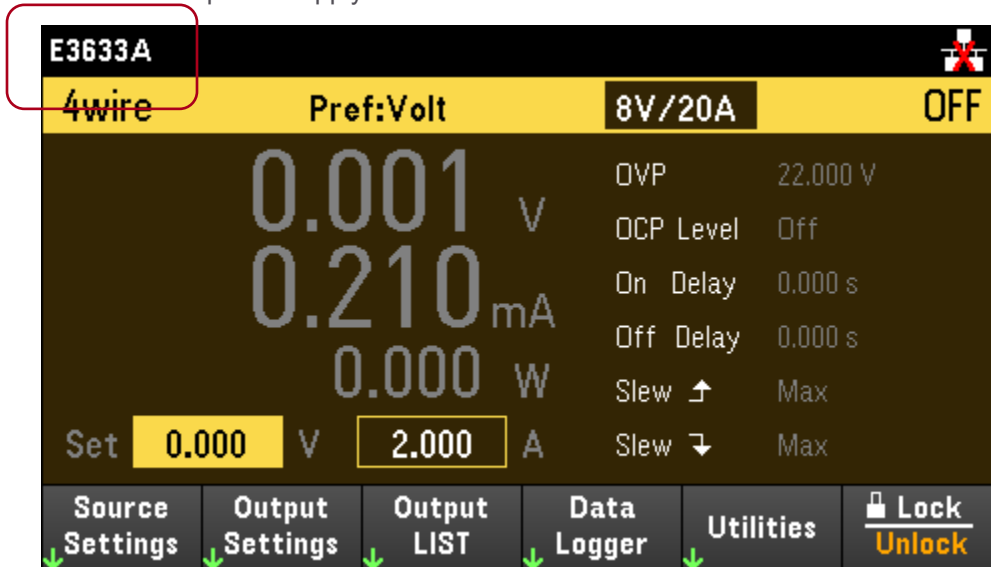 E3633A
4wire Pref:Volt 8V/20A OFF
0.001 V
0.210 mA
0.000 W
Set 0.000 V 2.000 A
OVP 22.000 V
OCP Level Off
On Delay 0.000 s
Off Delay 0.000 s
Slew Max
Slew Max
Source Settings
Output Settings
Output LIST
Data Logger
Utilities
Lock
Unlock